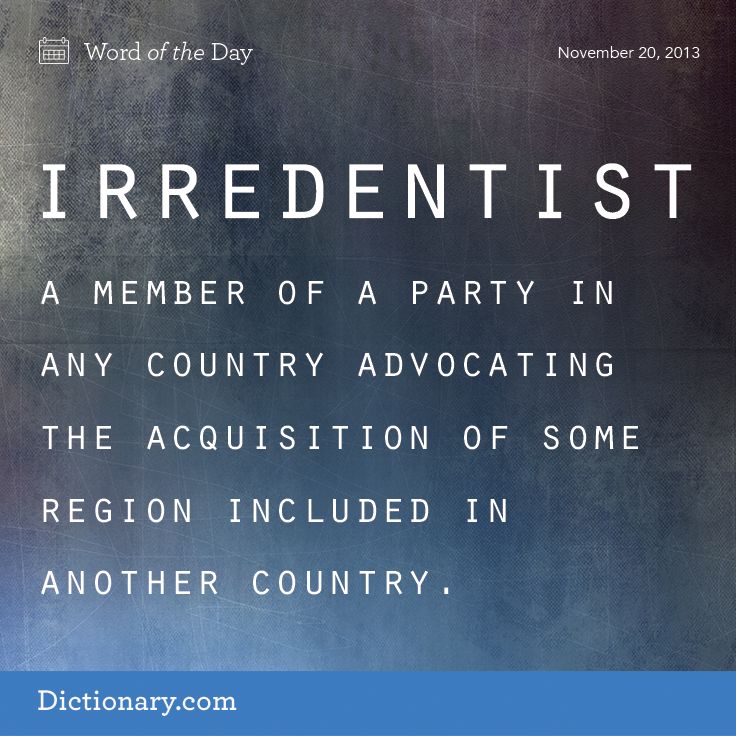 Word of the Day
November 20, 2013
IRREDENTIST
A MEMBER OF A PARTY IN
ANY COUNTRY ADVOCATING
THE ACQUISITION OF SOME
REGION INCLUDED IN
ANOTHER COUNTRY.
Dictionary.com